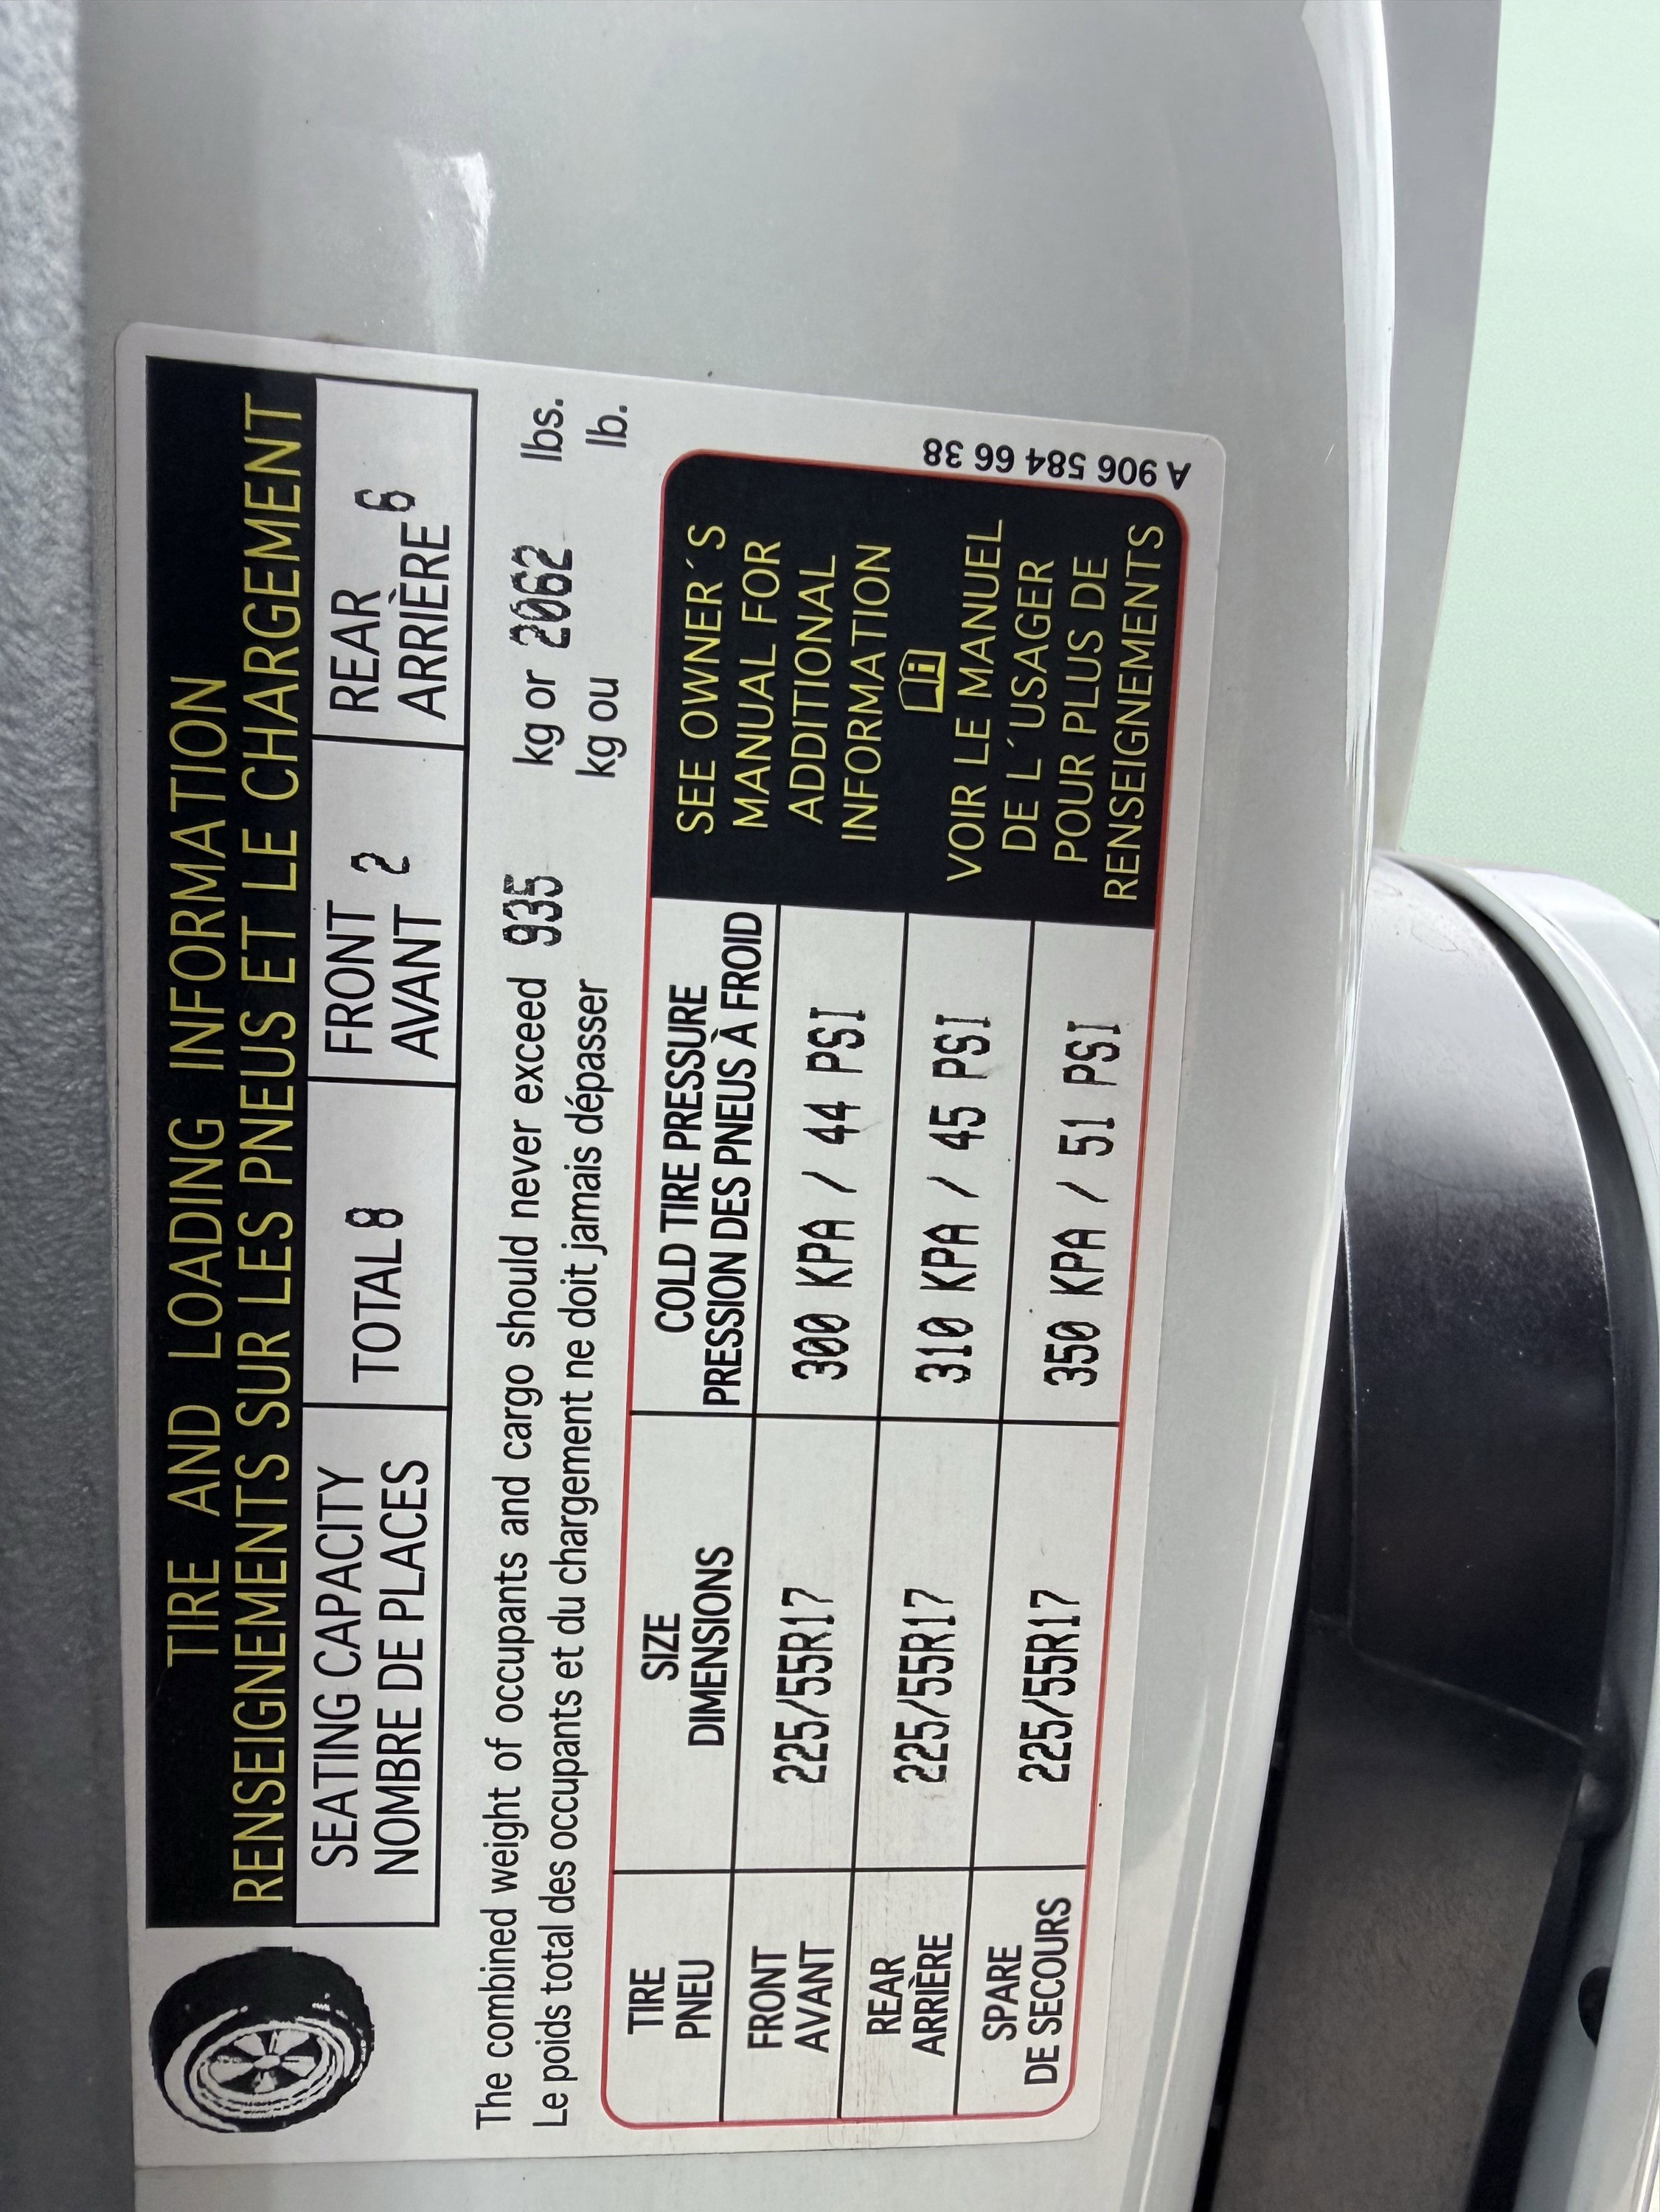 TIRE AND LOADING INFORMATION
RENSEIGNEMENTS SUR LES PNEUS ET LE CHARGEMENT
SEATING CAPACITY
NOMBRE DE PLACES
TOTAL 8
FRONT
AVANT 2
REAR
ARRIÈRE 6
The combined weight of occupants and cargo should never exceed 935 kg or 2062 lbs.
Le poids total des occupants et du chargement ne doit jamais dépasser kg ou lb.
TIRE
PNEU
SIZE
DIMENSIONS
COLD TIRE PRESSURE
PRESSION DES PNEUS À FROID
FRONT
AVANT
225/55R17
300 KPA / 44 PSI
REAR
ARRIÈRE
225/55R17
310 KPA / 45 PSI
SPARE
DE SECOURS
225/55R17
350 KPA / 51 PSI
SEE OWNER´S
MANUAL FOR
ADDITIONAL
INFORMATION
VOIR LE MANUEL
DE L´USAGER
POUR PLUS DE
RENSEIGNEMENTS
A 906 584 66 38